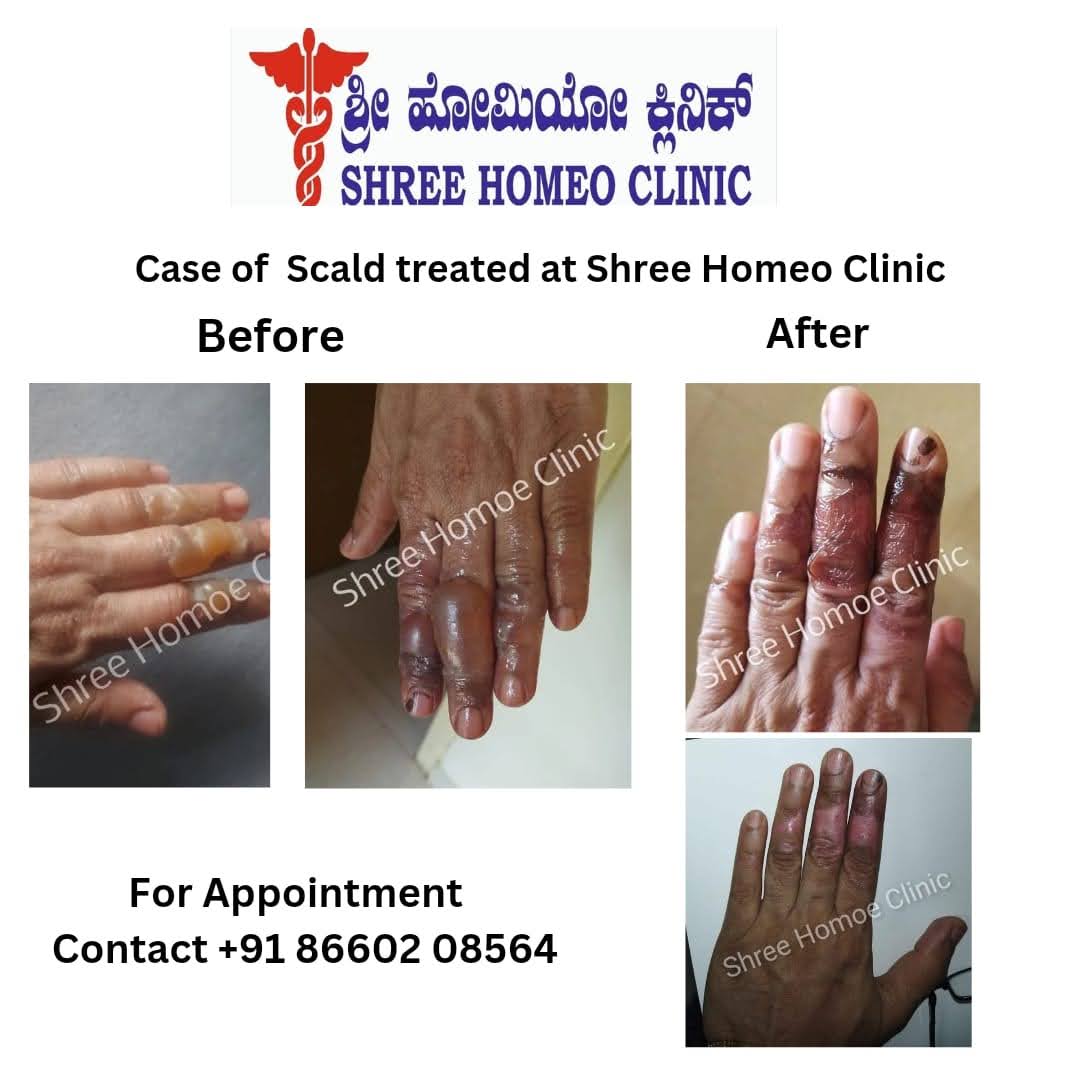 ಶ್ರೀ ಹೋಮಿಯೋ ಕ್ಲಿನಿಕ್
SHREE HOMEO CLINIC
Case of Scald treated at Shree Homeo Clinic
Before
After
Shree Homoe C
Shree Homoe Clinic
Shree Homoe Clinic
Shree Homoe Clinic
For Appointment
Contact +91 86602 08564